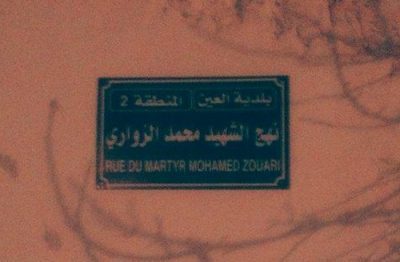 بلدية العين المنطقة 2
نهج الشهيد محمد الزواري
RUE DU MARTYR MOHAMED ZOUARI